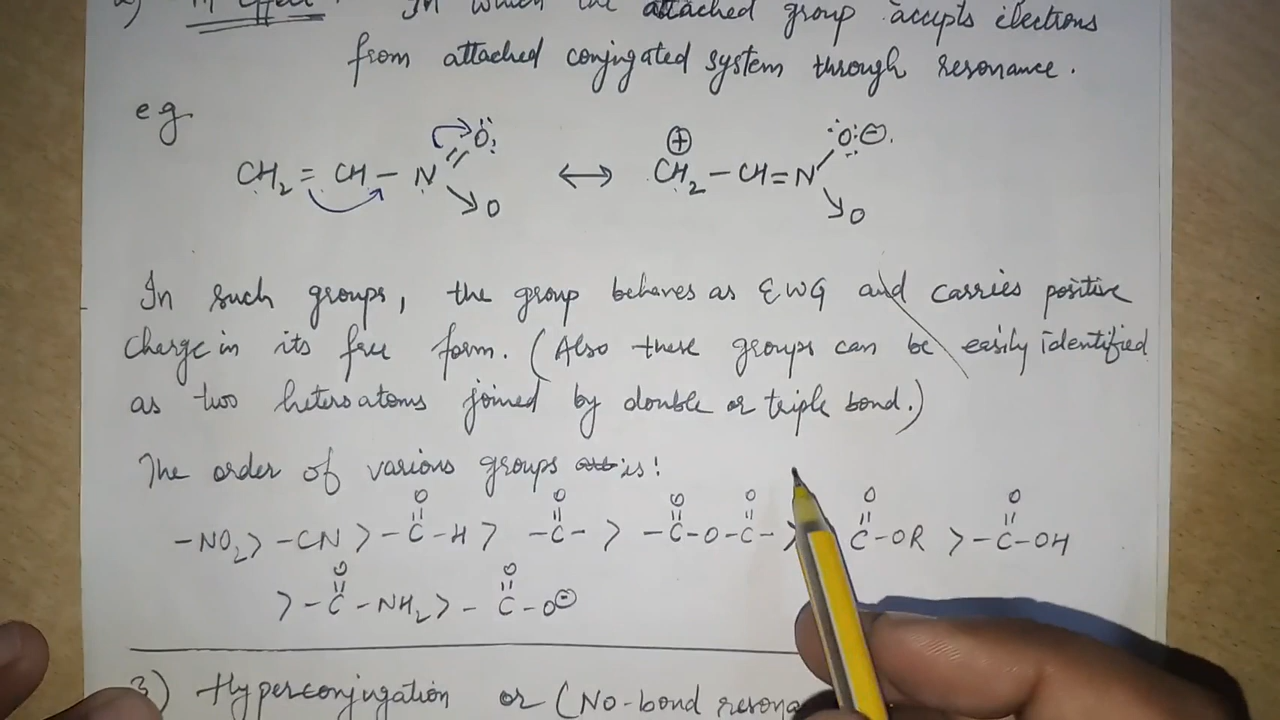 2) M effect : In which the attached group accepts electrons
from attached conjugated system through resonance.
eg
CH₂ = CH – N =Ö: → O ⟷ ⊕CH₂ – CH = N – :Ö:⊖ → O
In such groups, the group behaves as EWG and carries positive
charge in its free form. (Also these groups can be easily identified
as two heteroatoms joined by double or triple bond.)
The order of various groups is!
–NO₂ > –CN > –C(=O)–H > –C(=O)– > –C(=O)–O–C(=O)– > C(=O)–OR > –C(=O)–OH
> –C(=O)–NH₂ > –C(=O)–O⊖
3) Hyperconjugation or (No-bond resona